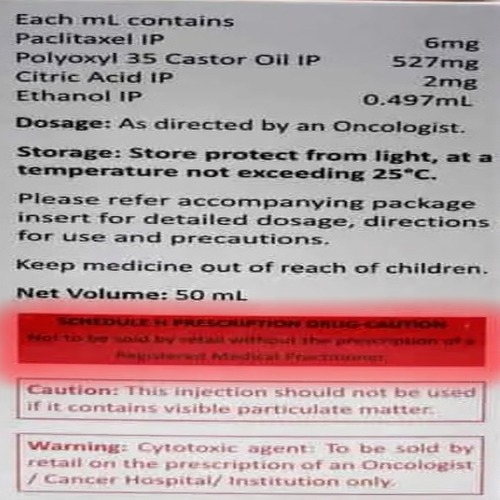 Each mL contains
Paclitaxel IP 6mg
Polyoxyl 35 Castor Oil IP 527mg
Citric Acid IP 2mg
Ethanol IP 0.497mL
Dosage: As directed by an Oncologist.
Storage: Store protect from light, at a
temperature not exceeding 25°C.
Please refer accompanying package
insert for detailed dosage, directions
for use and precautions.
Keep medicine out of reach of children.
Net Volume: 50 mL
SCHEDULE H PRESCRIPTION DRUG-CAUTION
Not to be sold by retail without the prescription of a
Registered Medical Practitioner.
Caution: This injection should not be used
if it contains visible particulate matter.
Warning: Cytotoxic agent: To be sold by
retail on the prescription of an Oncologist
/ Cancer Hospital/ Institution only.